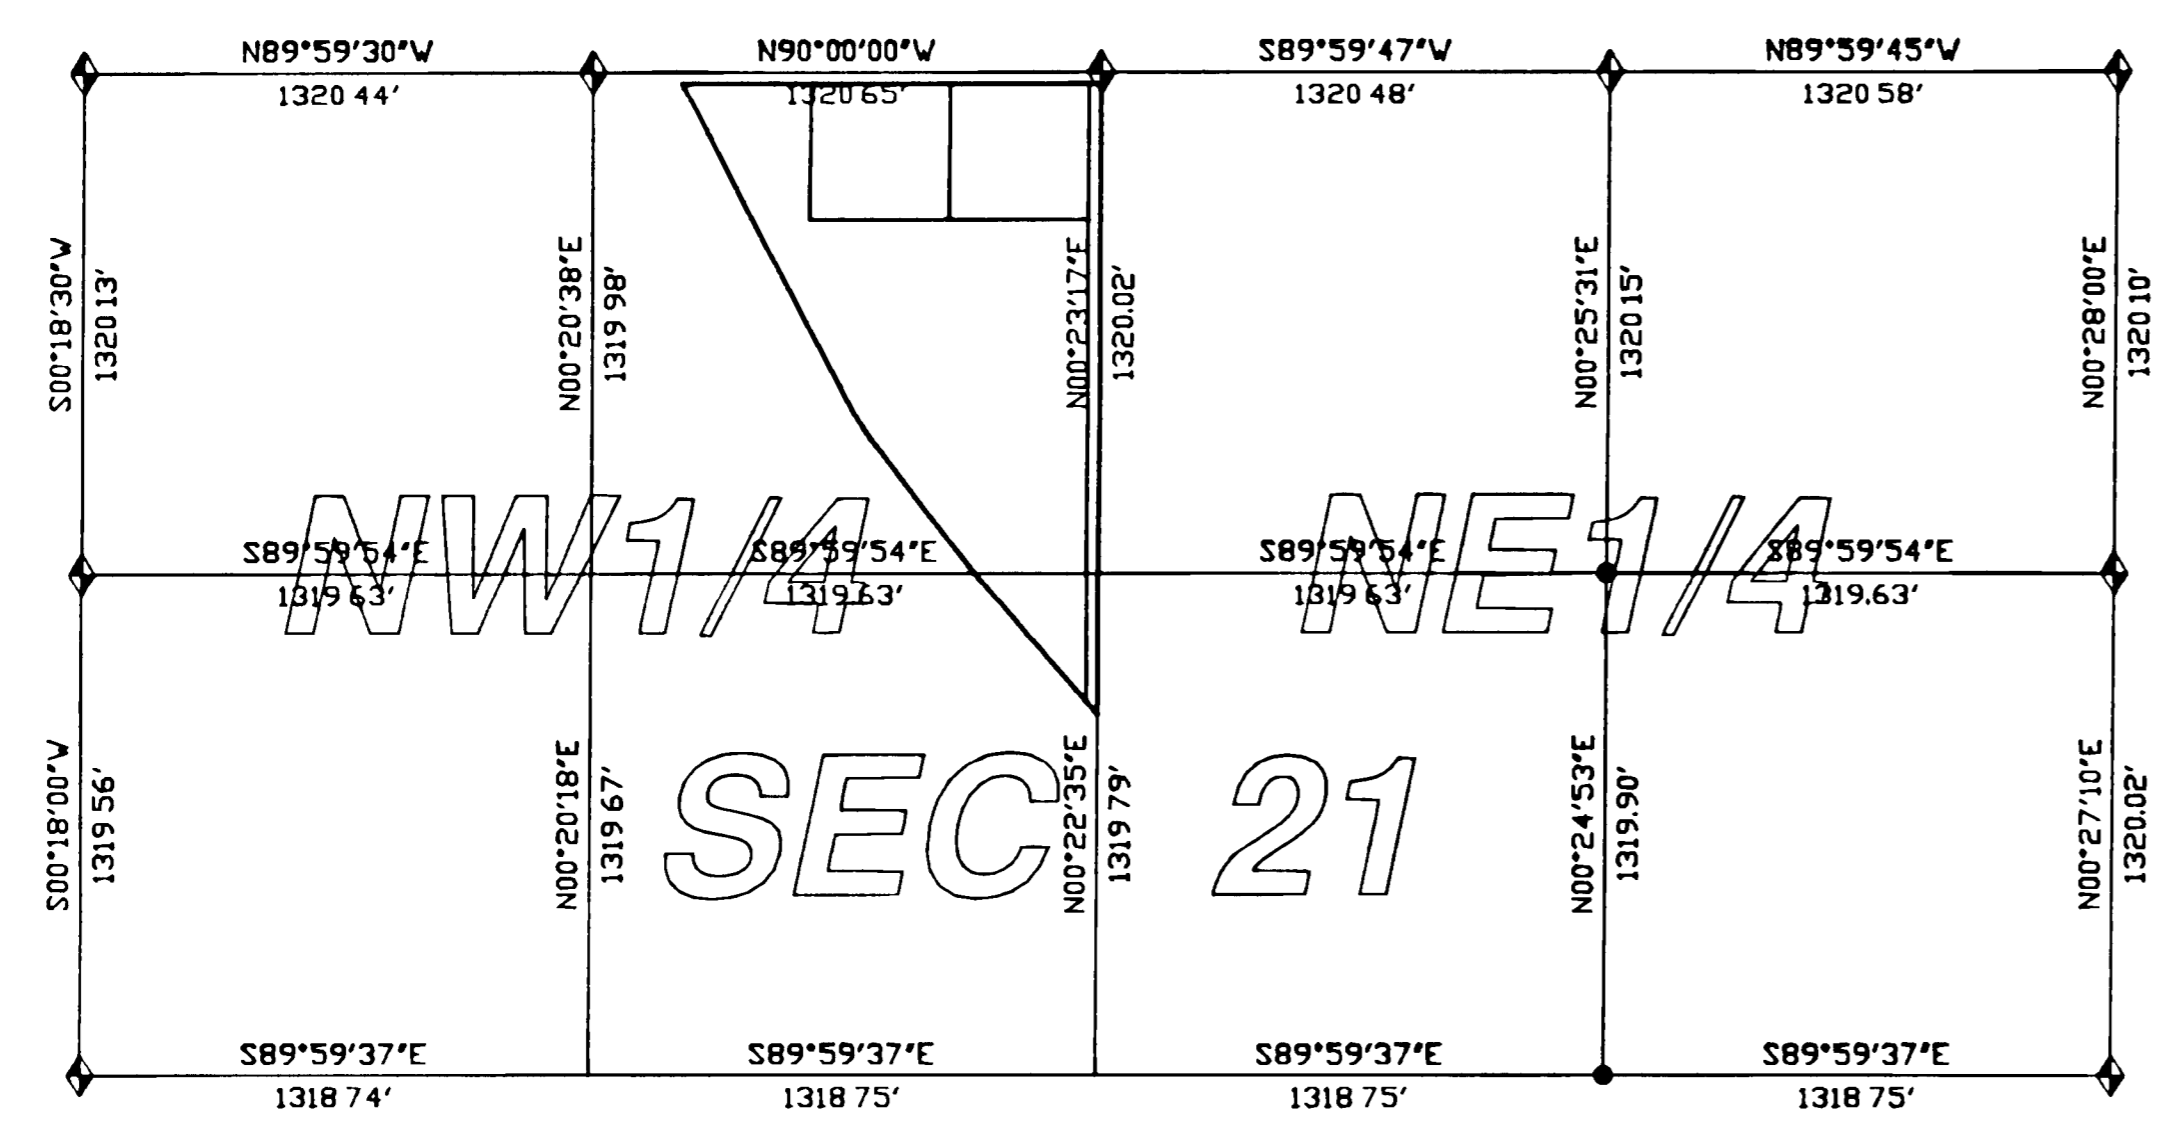 N89°59'30"W
N90°00'00"W
S89°59'47"W
N89°59'45"W
1320 44'
1320 65'
1320 48'
1320 58'
S00°18'30"W
1320 13'
N00°20'38"E
1319 98'
N00°23'17"E
1320.02'
N00°25'31"E
1320 15'
N00°28'00"E
1320 10'
NW1/4
NE1/4
S89°59'54"E
S89°59'54"E
S89°59'54"E
S89°59'54"E
1319 63'
1319.63'
1319 63'
1319.63'
S00°18'00"W
1319 56'
N00°20'18"E
1319 67'
SEC 21
N00°22'35"E
1319 79'
N00°24'53"E
1319.90'
N00°27'10"E
1320.02'
S89°59'37"E
S89°59'37"E
S89°59'37"E
S89°59'37"E
1318 74'
1318 75'
1318 75'
1318 75'